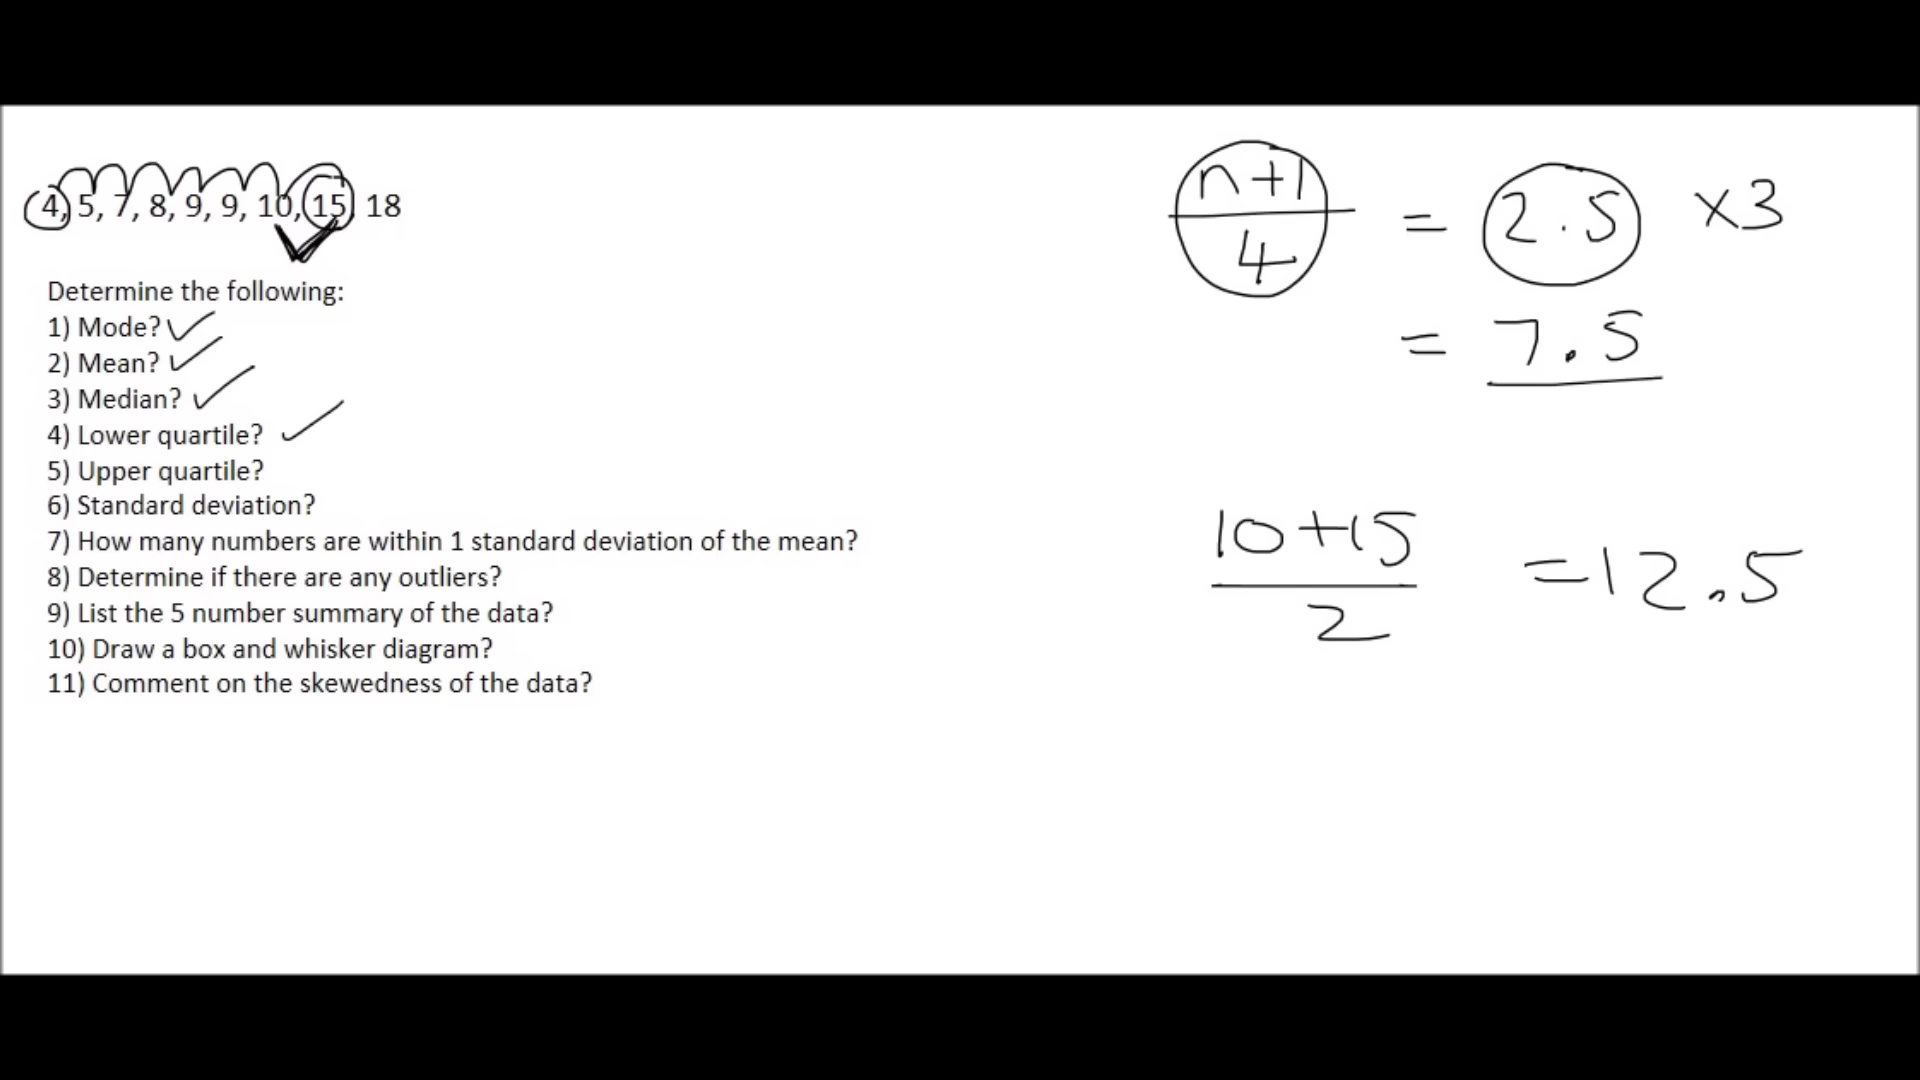 4, 5, 7, 8, 9, 9, 10, 15, 18
Determine the following:
1) Mode?
2) Mean?
3) Median?
4) Lower quartile?
5) Upper quartile?
6) Standard deviation?
7) How many numbers are within 1 standard deviation of the mean?
8) Determine if there are any outliers?
9) List the 5 number summary of the data?
10) Draw a box and whisker diagram?
11) Comment on the skewedness of the data?
n+1
4
= 2.5 ×3
= 7.5
10+15
2
=12.5